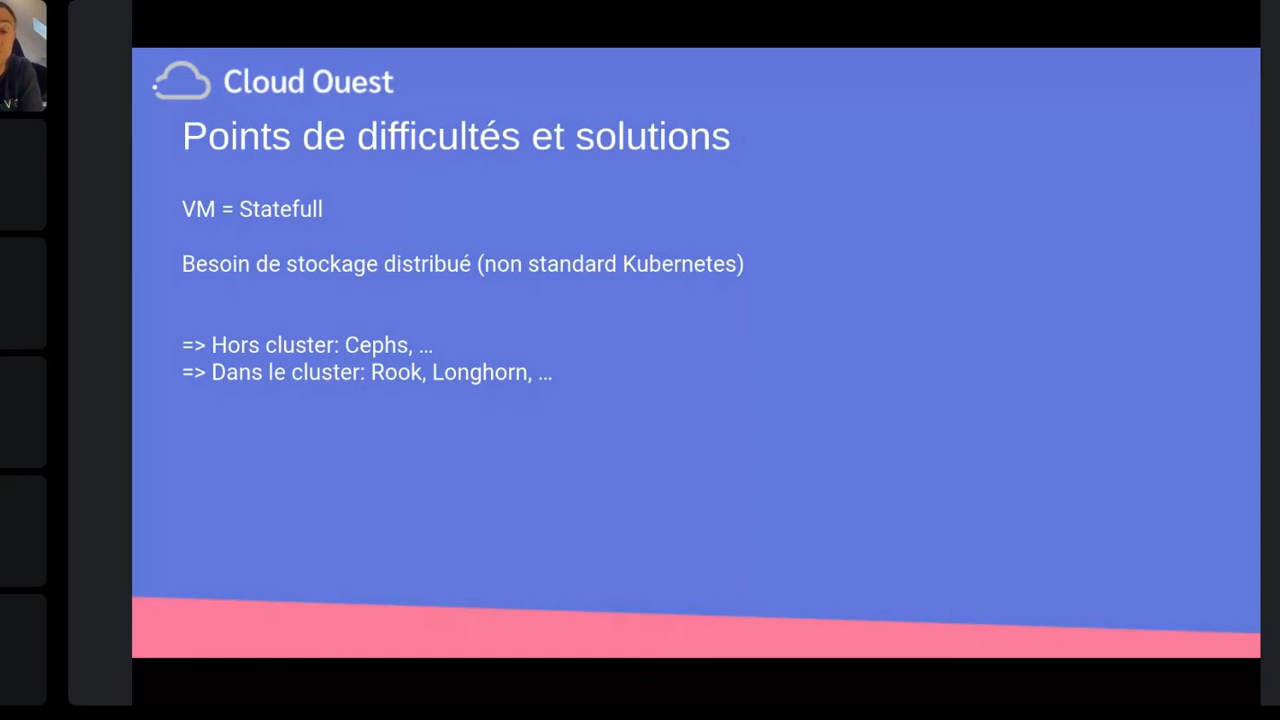 Cloud Ouest
Points de difficultés et solutions
VM = Statefull
Besoin de stockage distribué (non standard Kubernetes)
=> Hors cluster: Cephs, ...
=> Dans le cluster: Rook, Longhorn, ...